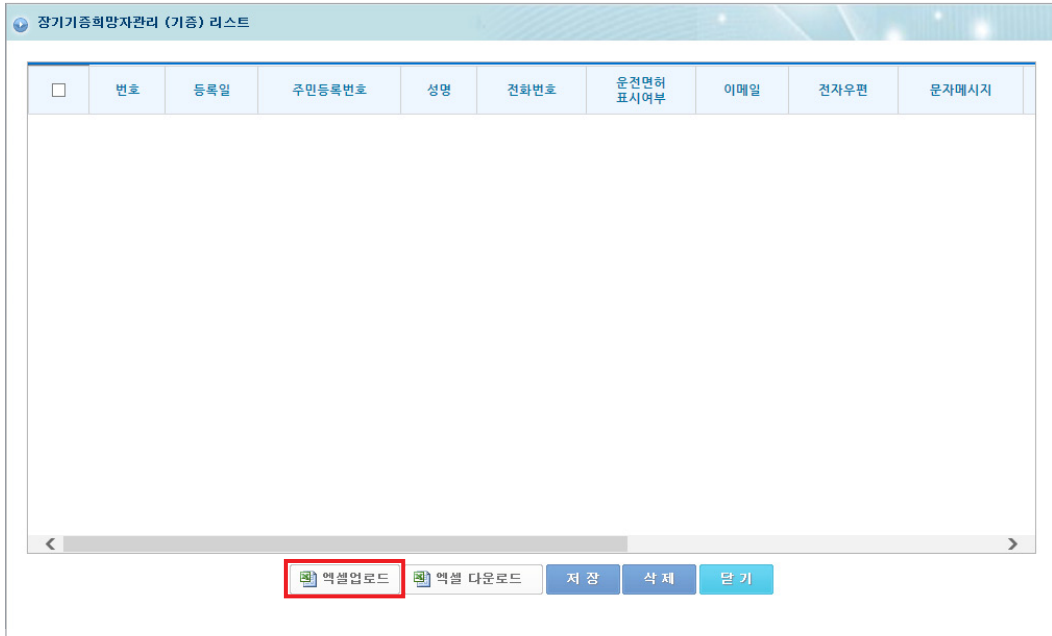 장기기증희망자관리 (기증) 리스트
번호 등록일 주민등록번호 성명 전화번호 운전면허 표시여부 이메일 전자우편 문자메시지
엑셀업로드 엑셀 다운로드 저 장 삭 제 닫 기